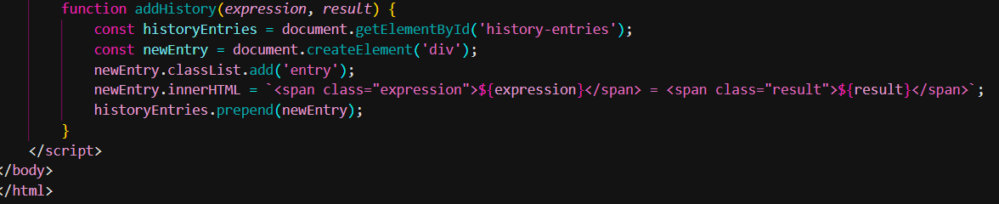 function addHistory(expression, result) {
const historyEntries = document.getElementById('history-entries');
const newEntry = document.createElement('div');
newEntry.classList.add('entry');
newEntry.innerHTML = `<span class="expression">${expression}</span> = <span class="result">${result}</span>`;
historyEntries.prepend(newEntry);
}
</script>
</body>
</html>